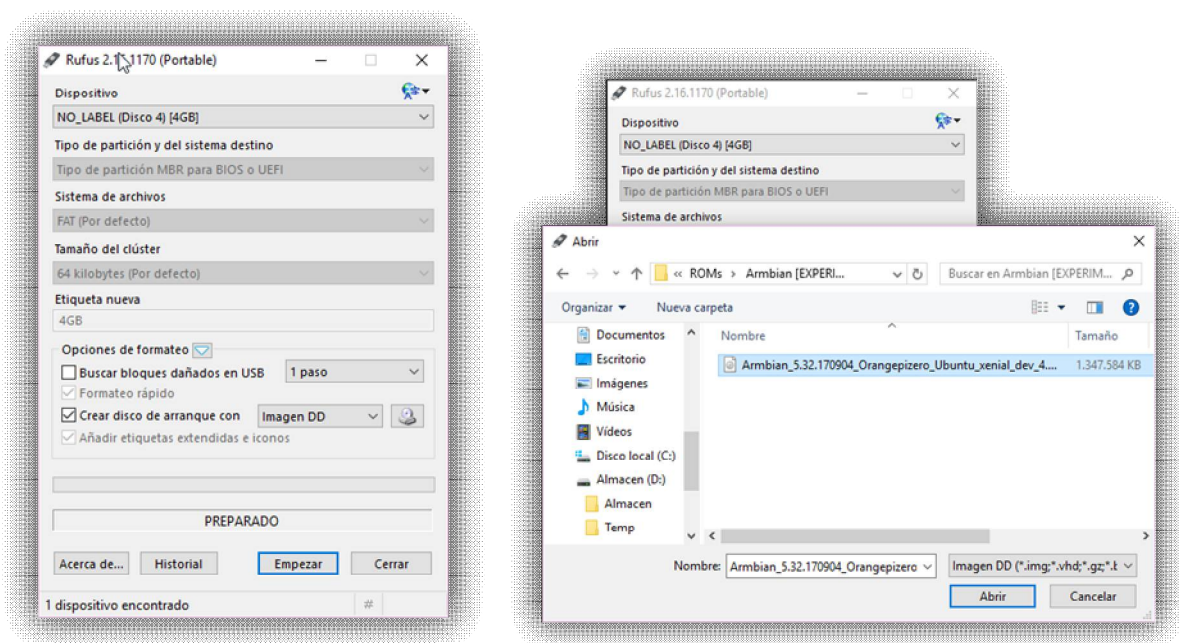 Rufus 2.16.1170 (Portable)
Dispositivo
NO_LABEL (Disco 4) [4GB]
Tipo de partición y del sistema destino
Tipo de partición MBR para BIOS o UEFI
Sistema de archivos
FAT (Por defecto)
Tamaño del clúster
64 kilobytes (Por defecto)
Etiqueta nueva
4GB
Opciones de formateo
Buscar bloques dañados en USB 1 paso
Formateo rápido
Crear disco de arranque con Imagen DD
Añadir etiquetas extendidas e iconos
PREPARADO
Acerca de... Historial Empezar Cerrar
1 dispositivo encontrado #
Rufus 2.16.1170 (Portable)
Dispositivo
NO_LABEL (Disco 4) [4GB]
Tipo de partición y del sistema destino
Tipo de partición MBR para BIOS o UEFI
Sistema de archivos
Abrir
« ROMs › Armbian [EXPERI... Buscar en Armbian [EXPERIM...
Organizar Nueva carpeta
Nombre Tamaño
Documentos
Escritorio
Imágenes
Música
Vídeos
Disco local (C:)
Almacen (D:)
Almacen
Temp
Armbian_5.32.170904_Orangepizero_Ubuntu_xenial_dev_4.... 1.347.584 KB
Nombre: Armbian_5.32.170904_Orangepizero Imagen DD (*.img;*.vhd;*.gz;*.t
Abrir Cancelar